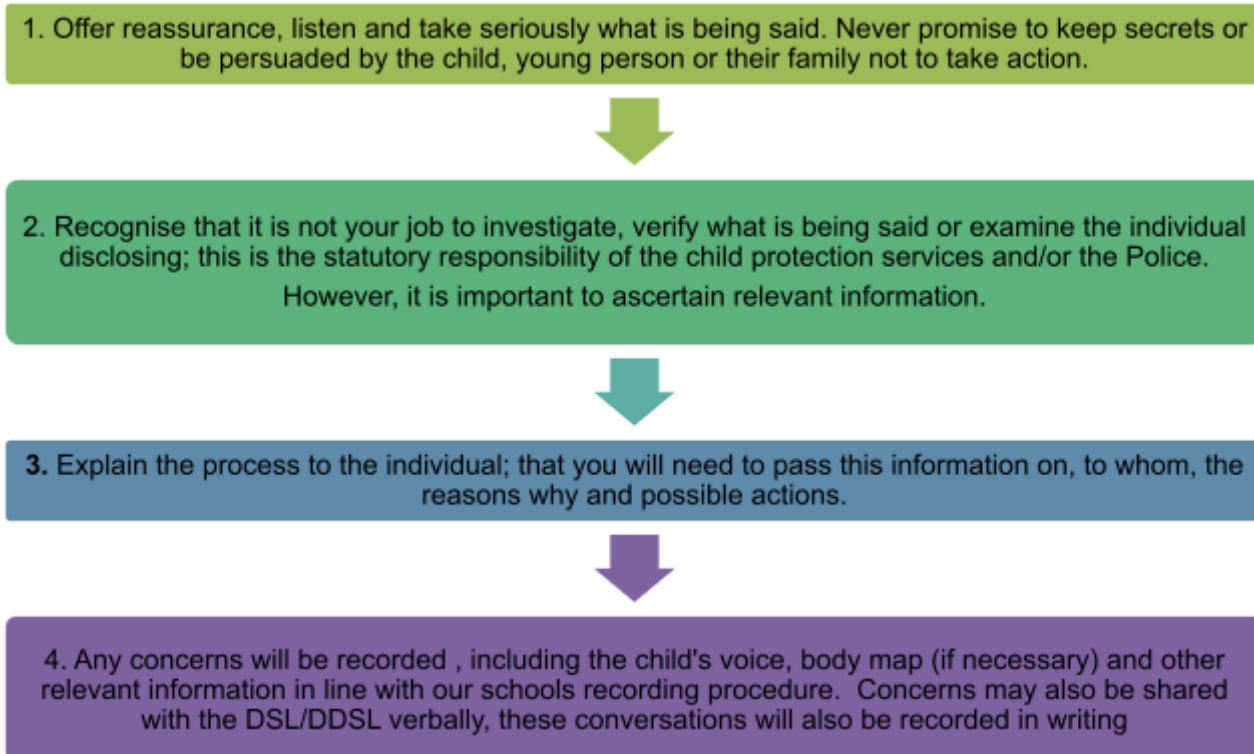 1. Offer reassurance, listen and take seriously what is being said. Never promise to keep secrets or
be persuaded by the child, young person or their family not to take action.
2. Recognise that it is not your job to investigate, verify what is being said or examine the individual
disclosing; this is the statutory responsibility of the child protection services and/or the Police.
However, it is important to ascertain relevant information.
3. Explain the process to the individual; that you will need to pass this information on, to whom, the
reasons why and possible actions.
4. Any concerns will be recorded , including the child's voice, body map (if necessary) and other
relevant information in line with our schools recording procedure.  Concerns may also be shared
with the DSL/DDSL verbally, these conversations will also be recorded in writing